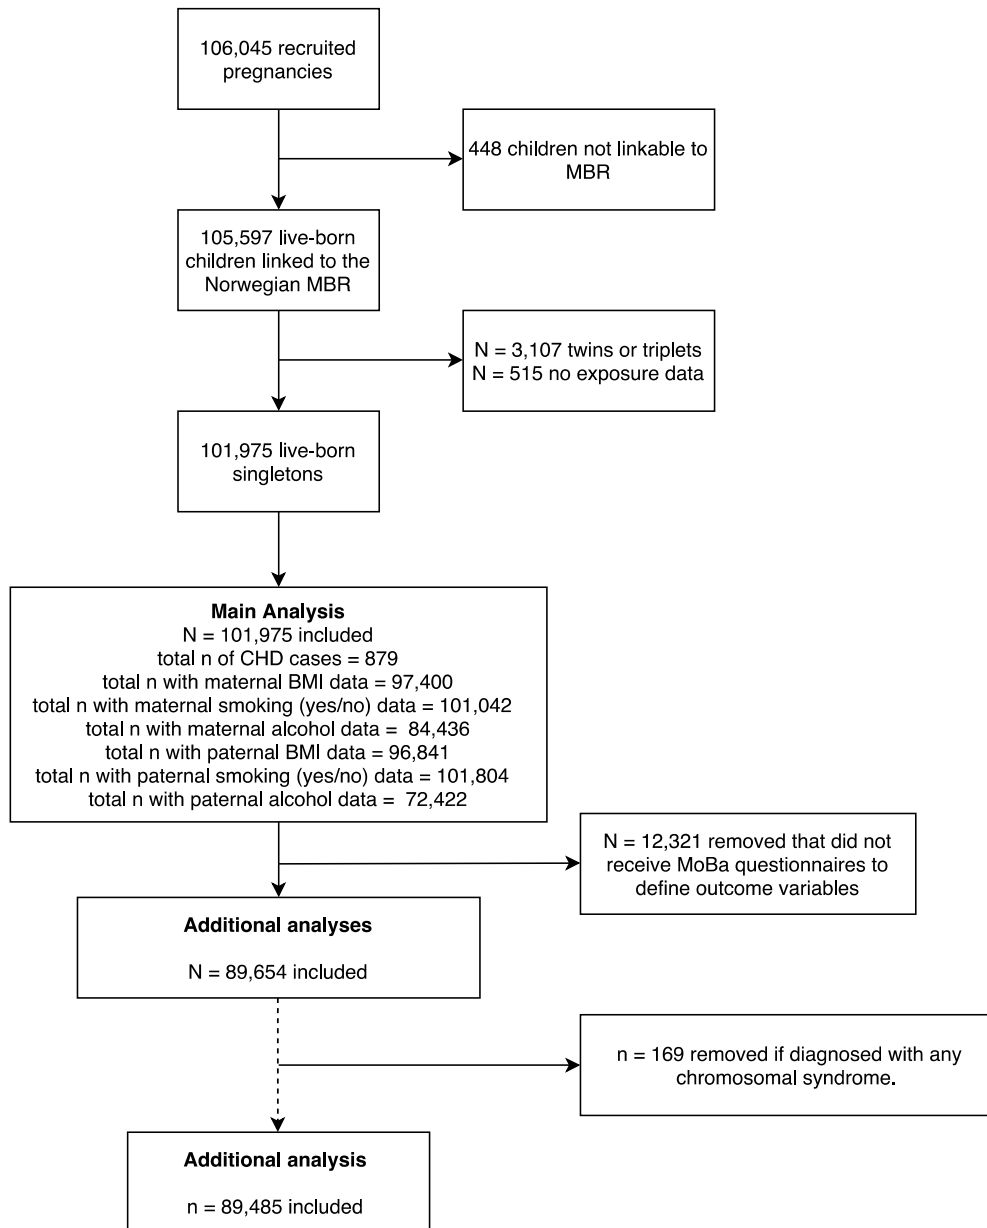 106,045 recruited
pregnancies
448 children not linkable to
MBR
105,597 live-born
children linked to the
Norwegian MBR
N = 3,107 twins or triplets
N = 515 no exposure data
101,975 live-born
singletons
Main Analysis
N = 101,975 included
total n of CHD cases = 879
total n with maternal BMI data = 97,400
total n with maternal smoking (yes/no) data = 101,042
total n with maternal alcohol data = 84,436
total n with paternal BMI data = 96,841
total n with paternal smoking (yes/no) data = 101,804
total n with paternal alcohol data = 72,422
N = 12,321 removed that did not
receive MoBa questionnaires to
define outcome variables
Additional analyses
N = 89,654 included
n = 169 removed if diagnosed with any
chromosomal syndrome.
Additional analysis
n = 89,485 included